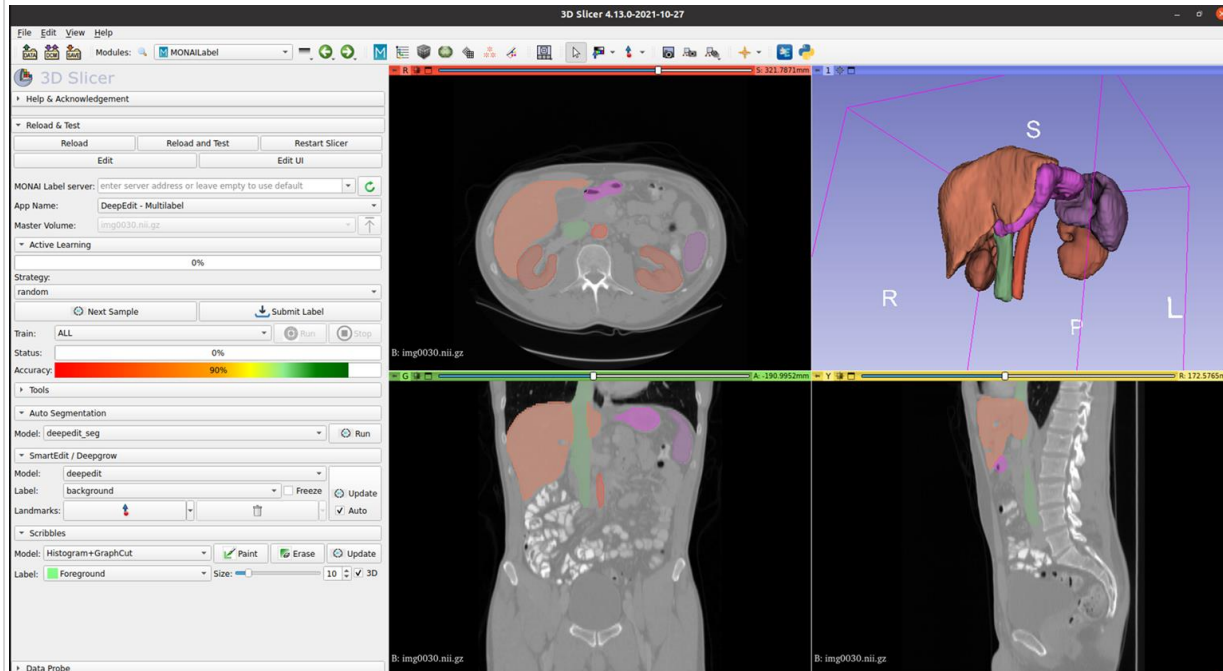 3D Slicer 4.13.0-2021-10-27
File Edit View Help
DATA DCM SAVE Modules: MONAILabel
3D Slicer
Help & Acknowledgement
Reload & Test
Reload Reload and Test Restart Slicer
Edit Edit UI
MONAI Label server: enter server address or leave empty to use default
App Name: DeepEdit - Multilabel
Master Volume: img0030.nii.gz
Active Learning
0%
Strategy:
random
Next Sample Submit Label
Train: ALL Run Stop
Status: 0%
Accuracy: 90%
Tools
Auto Segmentation
Model: deepedit_seg Run
SmartEdit / Deepgrow
Model: deepedit
Label: background Freeze Update
Landmarks: Auto
Scribbles
Model: Histogram+GraphCut Paint Erase Update
Label: Foreground Size: 10 3D
Data Probe
R S: 321.7871mm
B: img0030.nii.gz
1
S
R
P
L
G A: -190.9952mm
B: img0030.nii.gz
Y R: 172.5765mm
B: img0030.nii.gz